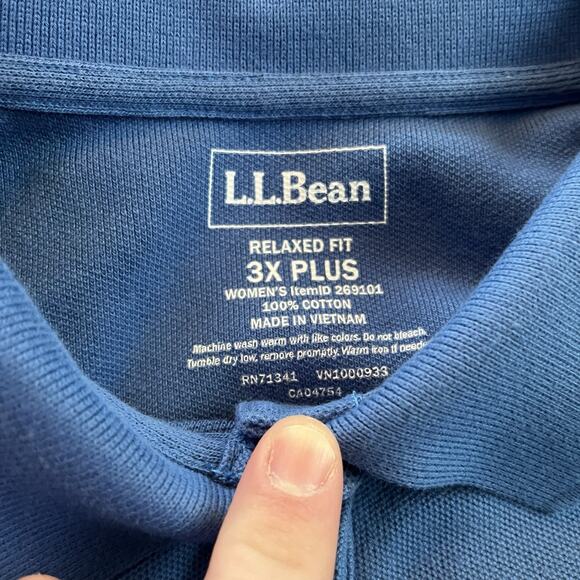 L.L.Bean
RELAXED FIT
3X PLUS
WOMEN'S ItemID 269101
100% COTTON
MADE IN VIETNAM
Machine wash warm with like colors. Do not bleach.
Tumble dry low, remove promptly. Warm iron if neede
RN71341 VN1000933
CA04754